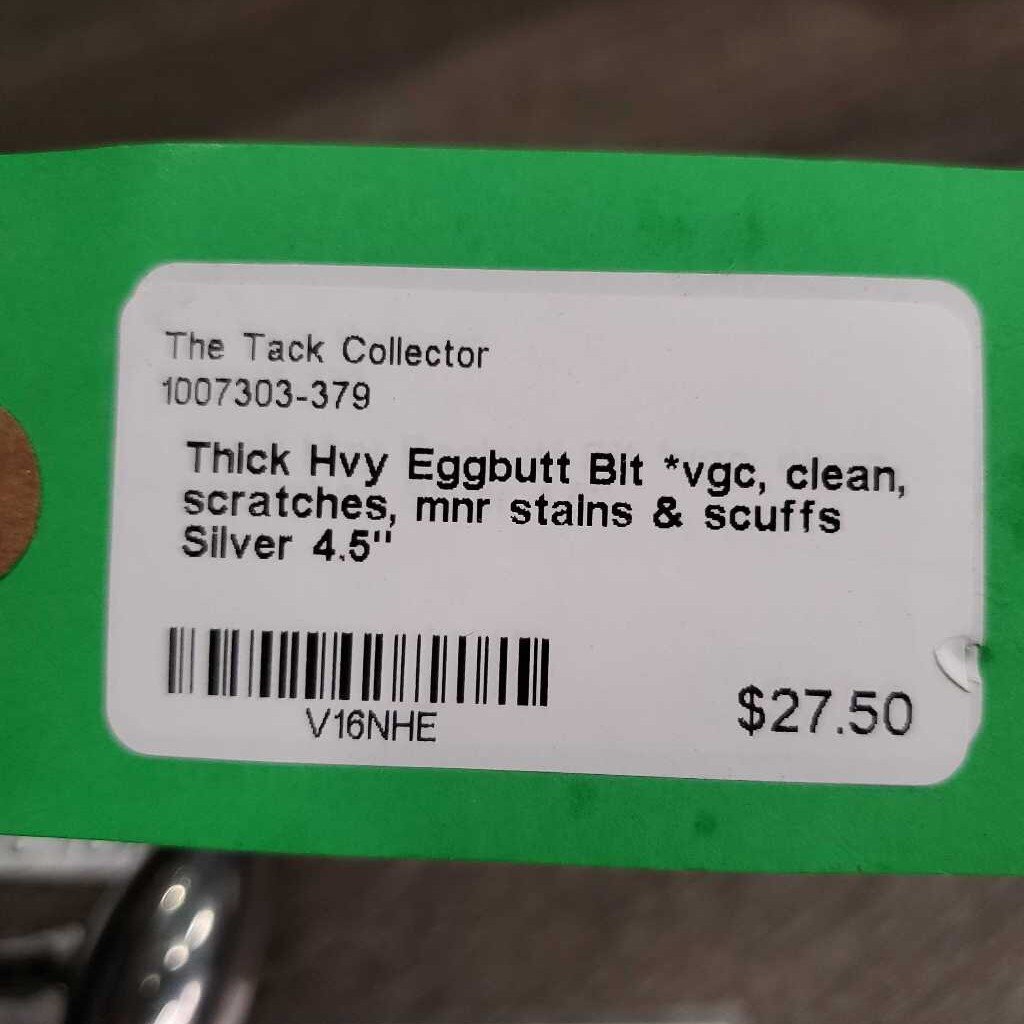 The Tack Collector
1007303-379
Thick Hvy Eggbutt Bit *vgc, clean,
scratches, mnr stains & scuffs
Silver 4.5"
V16NHE
$27.50